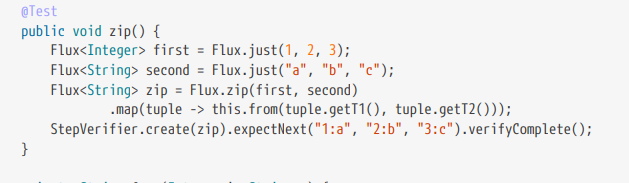 @Test
public void zip() {
Flux<Integer> first = Flux.just(1, 2, 3);
Flux<String> second = Flux.just("a", "b", "c");
Flux<String> zip = Flux.zip(first, second)
.map(tuple -> this.from(tuple.getT1(), tuple.getT2()));
StepVerifier.create(zip).expectNext("1:a", "2:b", "3:c").verifyComplete();
}